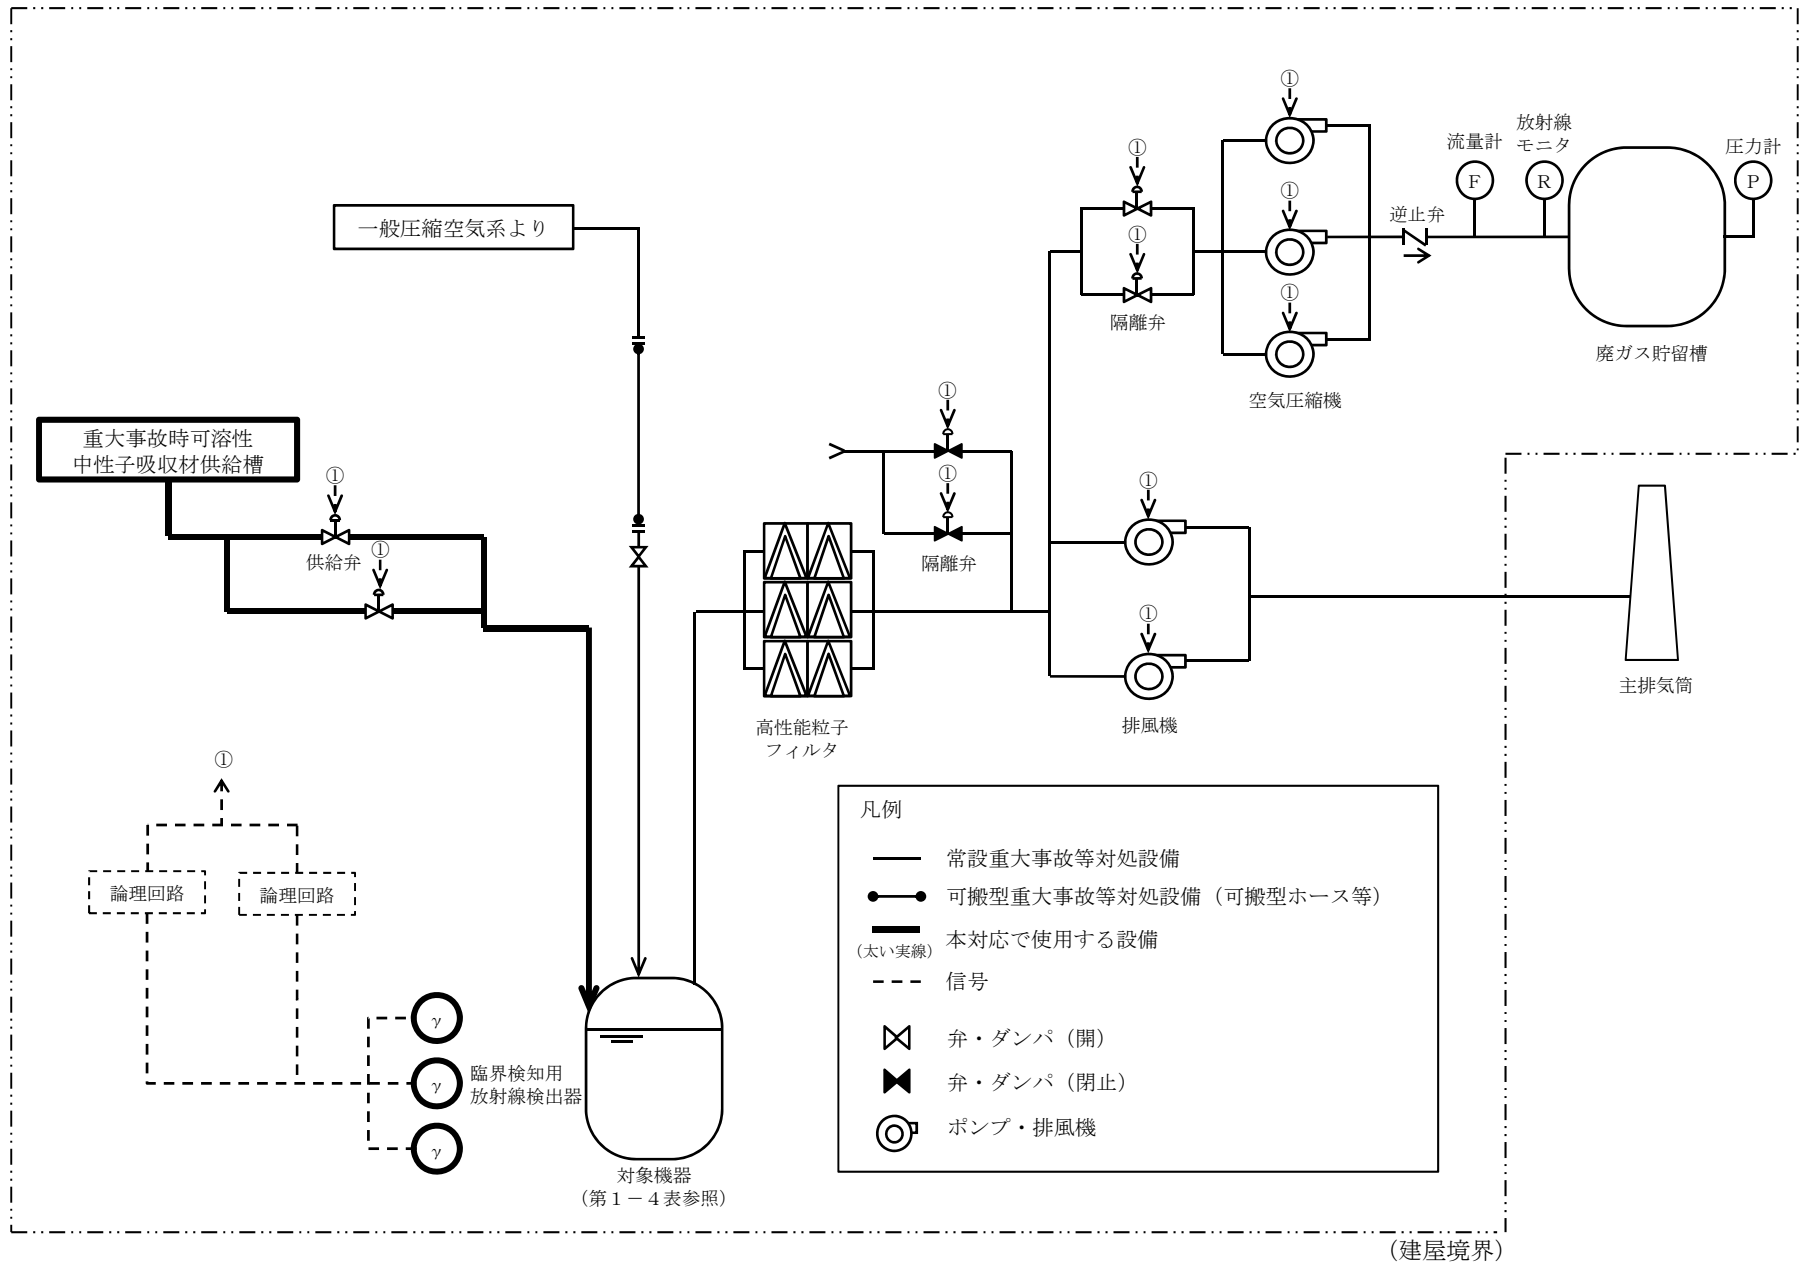 ①
放射線
モニタ
流量計
圧力計
①
F
R
P
①
逆止弁
一般圧縮空気系より
①
①
隔離弁
廃ガス貯留槽
空気圧縮機
①
重大事故時可溶性
中性子吸収材供給槽
①
①
①
供給弁
①
隔離弁
①
主排気筒
高性能粒子
フィルタ
排風機
①
論理回路
論理回路
γ
γ
γ
臨界検知用
放射線検出器
対象機器
（第１－４表参照）
凡例
常設重大事故等対処設備
可搬型重大事故等対処設備（可搬型ホース等）
（太い実線）
本対応で使用する設備
信号
弁・ダンパ（開）
弁・ダンパ（閉止）
ポンプ・排風機
（建屋境界）